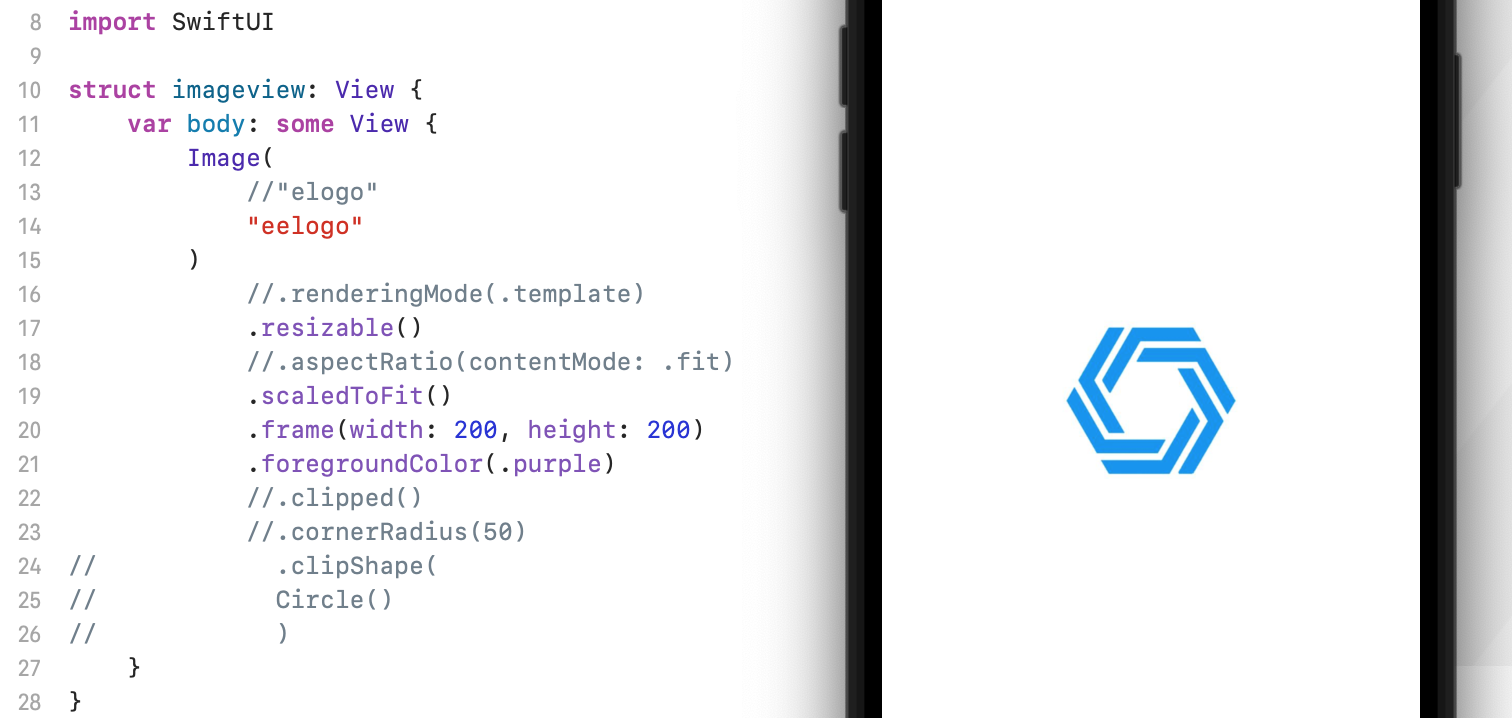 8 import SwiftUI
9
10 struct imageview: View {
11     var body: some View {
12         Image(
13             //"elogo"
14             "eelogo"
15         )
16             //.renderingMode(.template)
17             .resizable()
18             //.aspectRatio(contentMode: .fit)
19             .scaledToFit()
20             .frame(width: 200, height: 200)
21             .foregroundColor(.purple)
22             //.clipped()
23             //.cornerRadius(50)
24 //            .clipShape(
25 //            Circle()
26 //            )
27     }
28 }